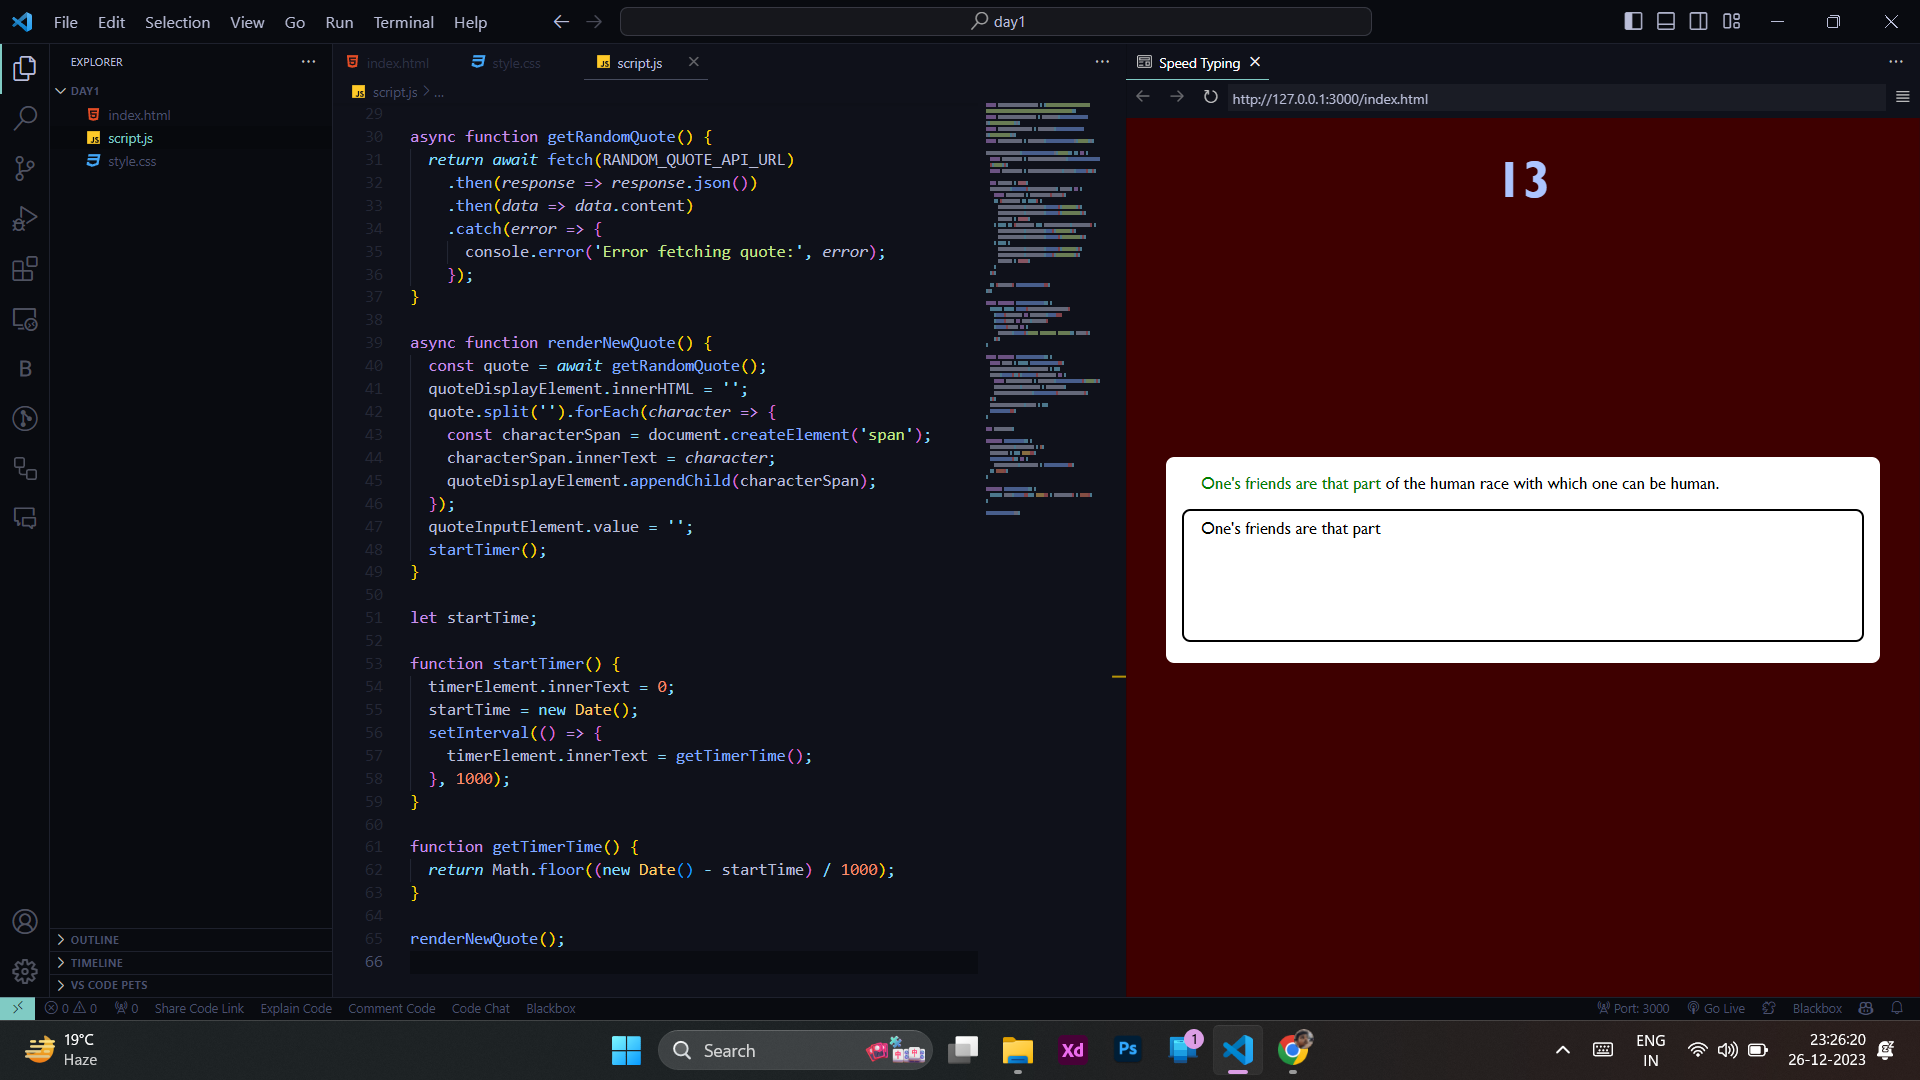 File Edit Selection View Go Run Terminal Help
day1
EXPLORER
DAY1
index.html
script.js
style.css
OUTLINE
TIMELINE
VS CODE PETS
index.html style.css script.js
script.js > ...
29
30 async function getRandomQuote() {
31 return await fetch(RANDOM_QUOTE_API_URL)
32 .then(response => response.json())
33 .then(data => data.content)
34 .catch(error => {
35 console.error('Error fetching quote:', error);
36 });
37 }
38
39 async function renderNewQuote() {
40 const quote = await getRandomQuote();
41 quoteDisplayElement.innerHTML = '';
42 quote.split('').forEach(character => {
43 const characterSpan = document.createElement('span');
44 characterSpan.innerText = character;
45 quoteDisplayElement.appendChild(characterSpan);
46 });
47 quoteInputElement.value = '';
48 startTimer();
49 }
50
51 let startTime;
52
53 function startTimer() {
54 timerElement.innerText = 0;
55 startTime = new Date();
56 setInterval(() => {
57 timerElement.innerText = getTimerTime();
58 }, 1000);
59 }
60
61 function getTimerTime() {
62 return Math.floor((new Date() - startTime) / 1000);
63 }
64
65 renderNewQuote();
66
Speed Typing
http://127.0.0.1:3000/index.html
13
One's friends are that part of the human race with which one can be human.
One's friends are that part
0 0 0 Share Code Link Explain Code Comment Code Code Chat Blackbox
Port: 3000 Go Live Blackbox
19°C
Haze
Search
Xd
Ps
1
ENG
IN
23:26:20
26-12-2023